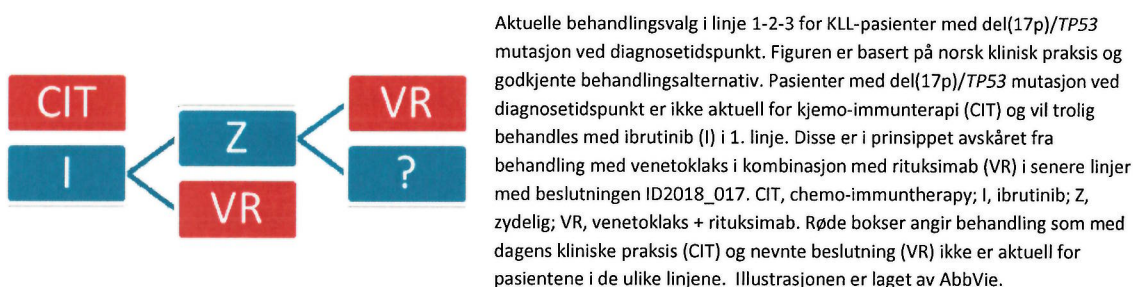 CIT
I
Z
VR
VR
?
Aktuelle behandlingsvalg i linje 1-2-3 for KLL-pasienter med del(17p)/TP53
mutasjon ved diagnosetidspunkt. Figuren er basert på norsk klinisk praksis og
godkjente behandlingsalternativ. Pasienter med del(17p)/TP53 mutasjon ved
diagnosetidspunkt er ikke aktuell for kjemo-immunterapi (CIT) og vil trolig
behandles med ibrutinib (I) i 1. linje. Disse er i prinsippet avskåret fra
behandling med venetoklaks i kombinasjon med rituksimab (VR) i senere linjer
med beslutningen ID2018_017. CIT, chemo-immuntherapy; I, ibrutinib; Z,
zydelig; VR, venetoklaks + rituksimab. Røde bokser angir behandling som med
dagens kliniske praksis (CIT) og nevnte beslutning (VR) ikke er aktuell for
pasientene i de ulike linjene. Illustrasjonen er laget av AbbVie.